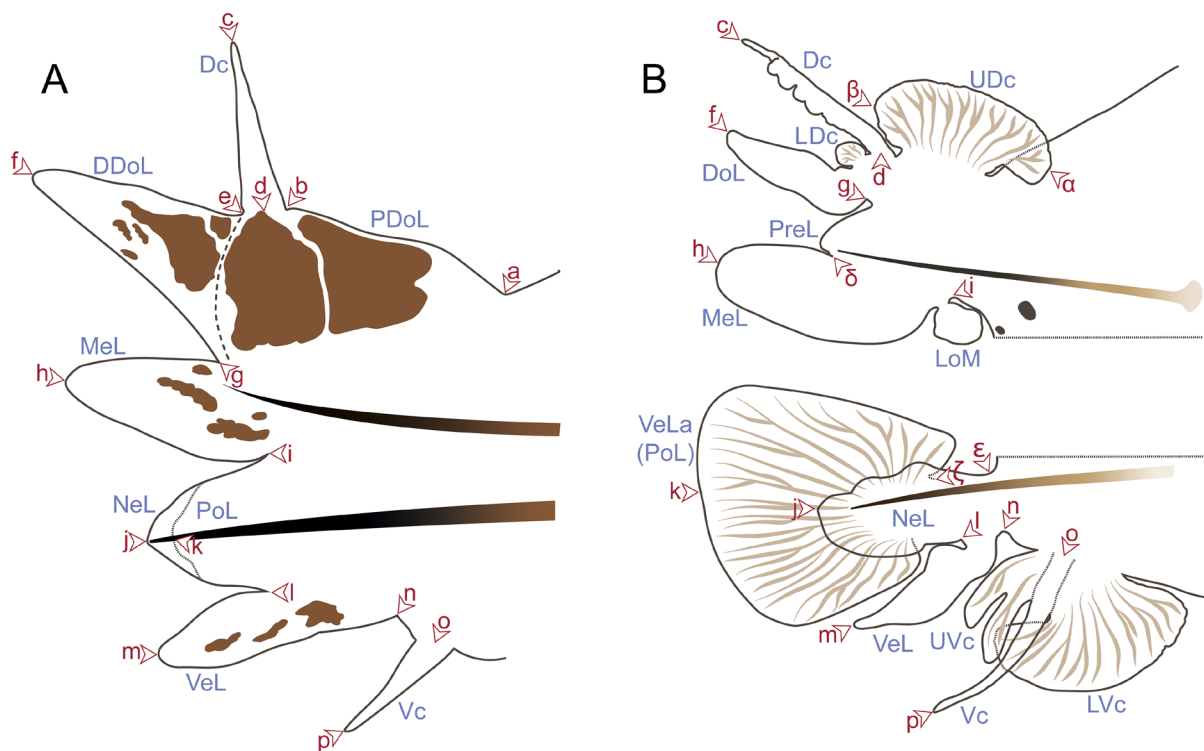 A
c
Dc
f
DDoL
e
d
b
PDoL
a
MeL
h
g
i
NeL
PoL
j
k
l
n
m
VeL
o
Vc
p
B
c
Dc
UDc
β
f
LDc
DoL
d
α
g
PreL
h
δ
i
MeL
LoM
VeLa
(PoL)
ε
ζ
k
j
NeL
l
n
o
m
VeL
UVc
p
Vc
LVc